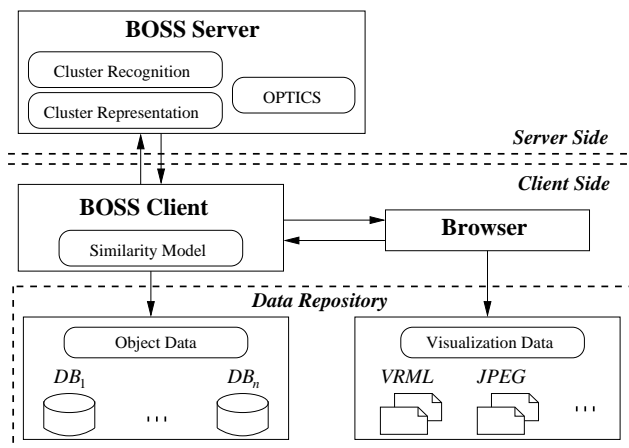 BOSS Server
Cluster Recognition
Cluster Representation
OPTICS
Server Side
Client Side
BOSS Client
Similarity Model
Browser
Data Repository
Object Data
DB1
...
DBn
Visualization Data
VRML
JPEG
...